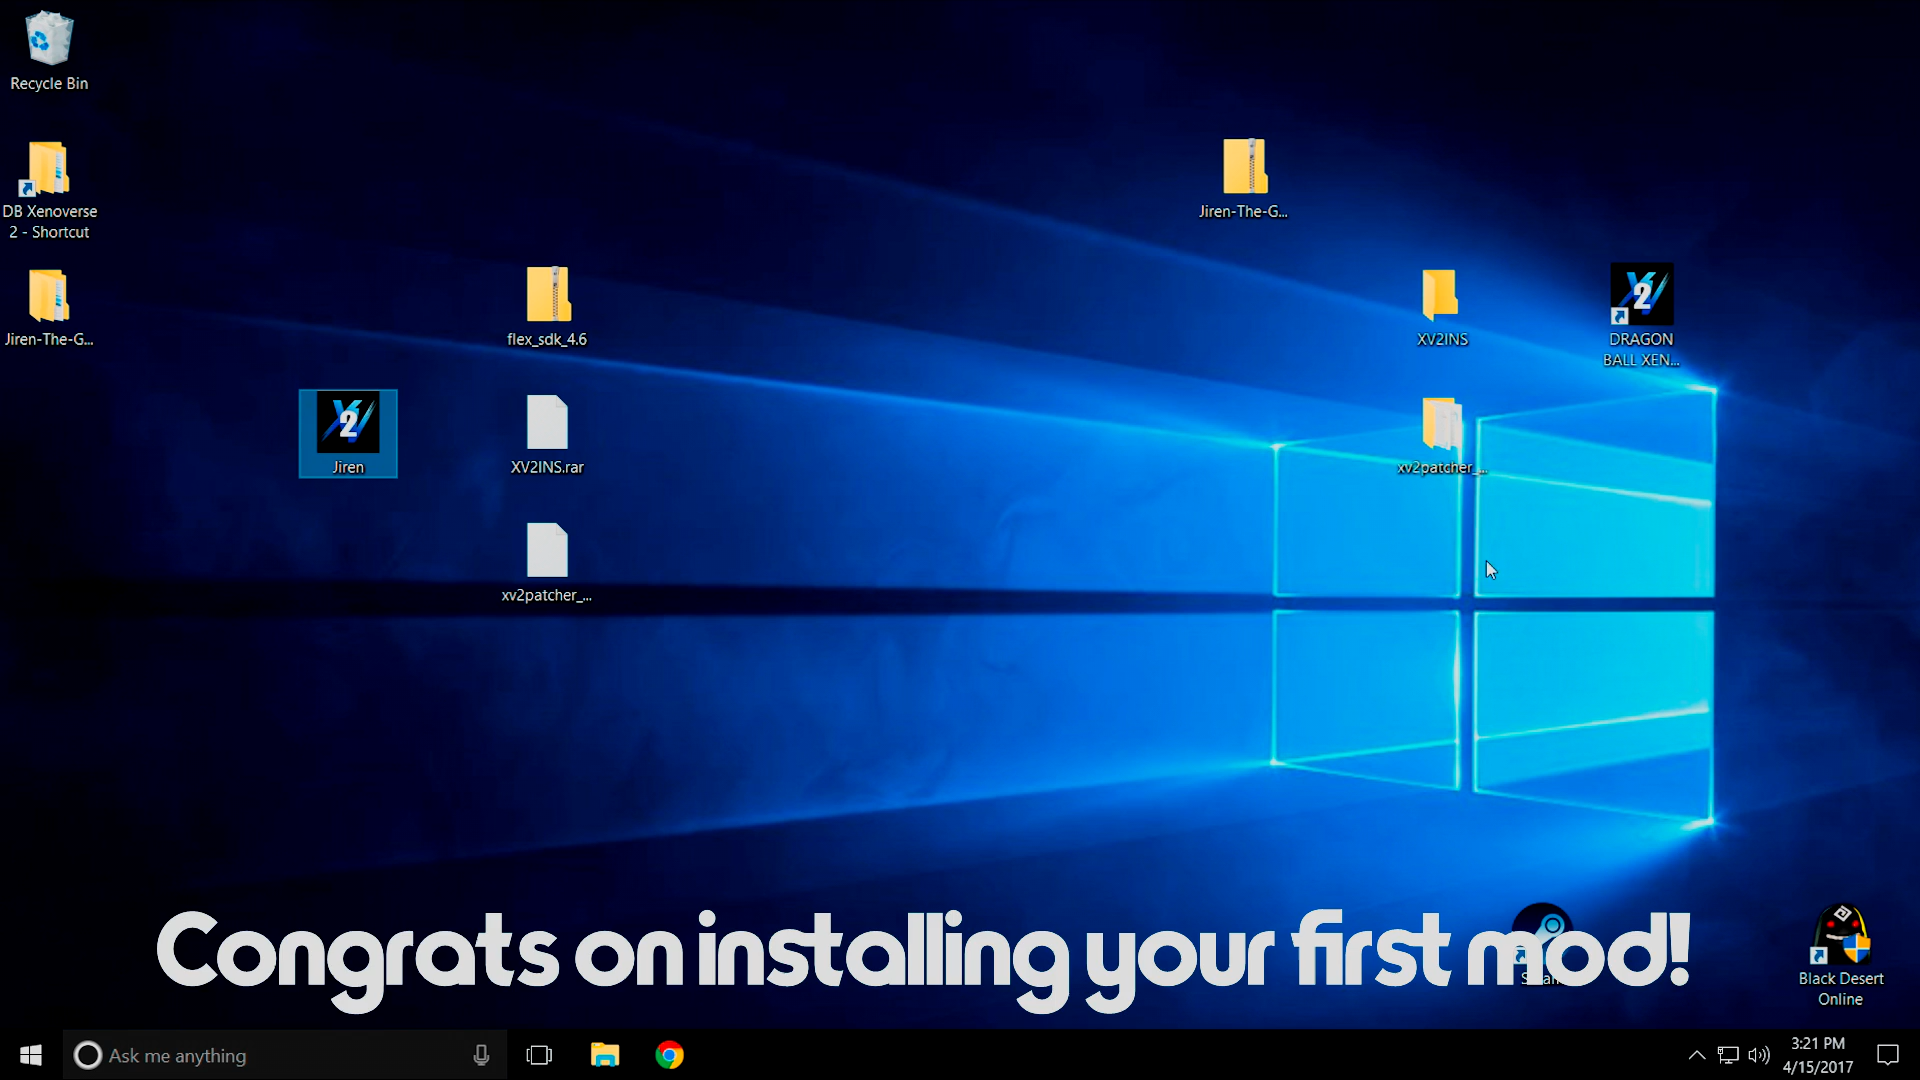 Recycle Bin
DB Xenoverse
2 - Shortcut
Jiren-The-G...
Jiren
flex_sdk_4.6
XV2INS.rar
xv2patcher_...
Jiren-The-G...
XV2INS
xv2patcher_...
2
DRAGON
BALL XEN...
2
Congrats on installing your first mod!
Black Desert
Online
Ask me anything
3:21 PM
4/15/2017